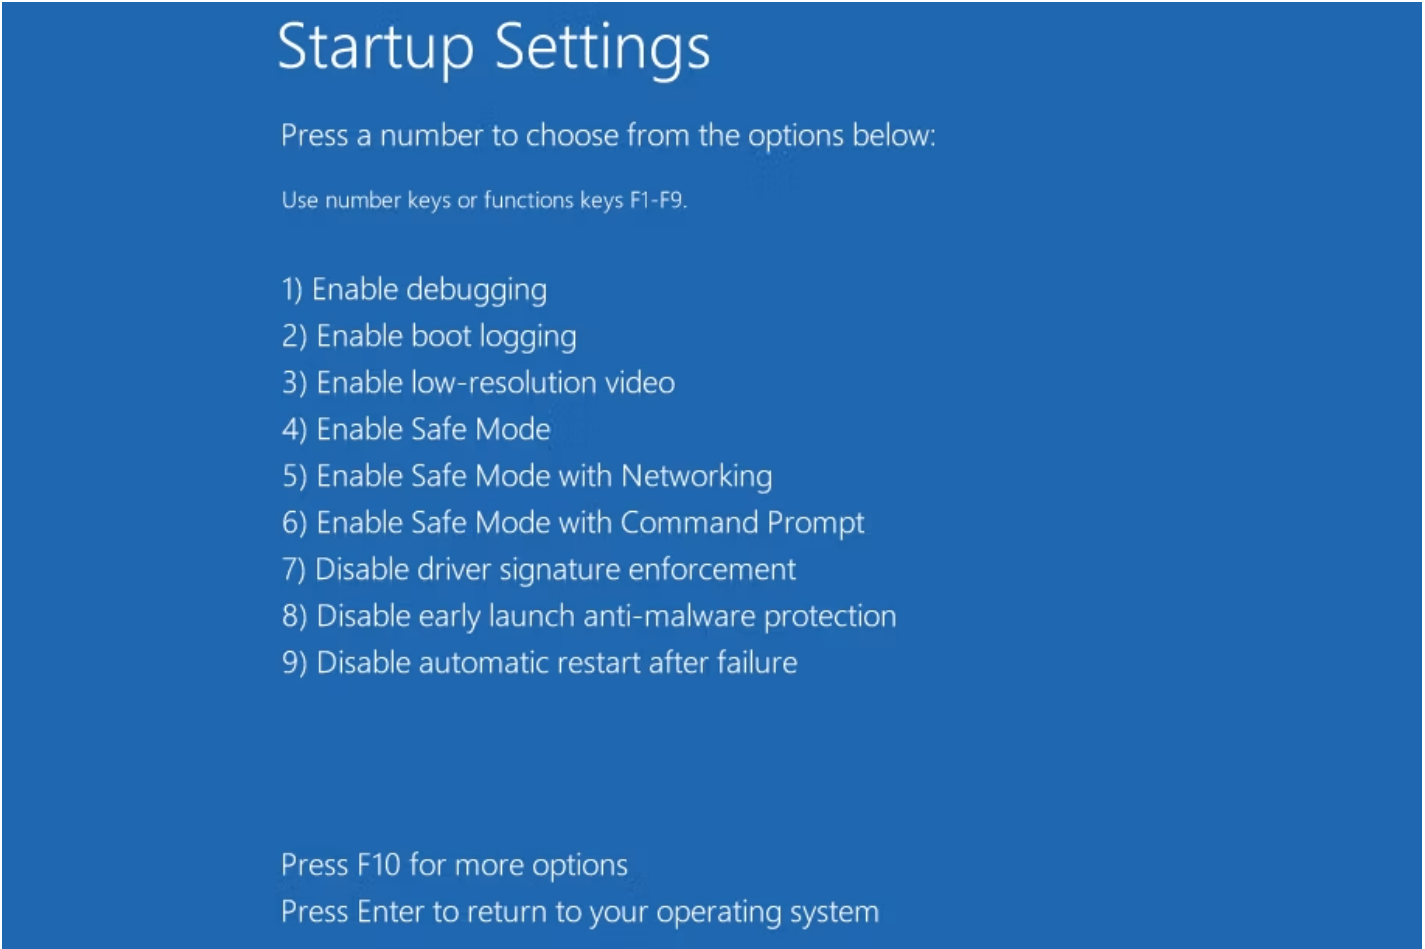 Startup Settings
Press a number to choose from the options below:
Use number keys or functions keys F1-F9.
1) Enable debugging
2) Enable boot logging
3) Enable low-resolution video
4) Enable Safe Mode
5) Enable Safe Mode with Networking
6) Enable Safe Mode with Command Prompt
7) Disable driver signature enforcement
8) Disable early launch anti-malware protection
9) Disable automatic restart after failure
Press F10 for more options
Press Enter to return to your operating system